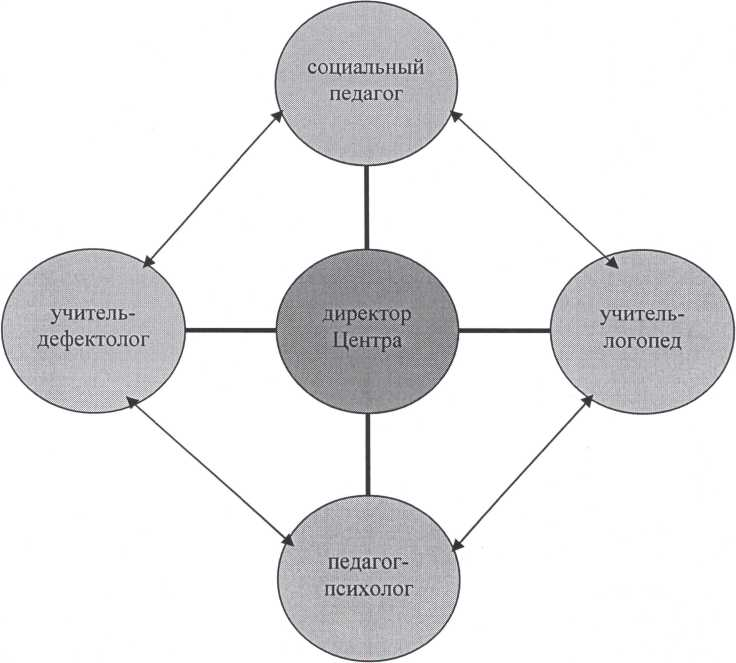 социальный
педагог
учитель-
дефектолог
директор
Центра
учитель-
логопед
педагог-
психолог